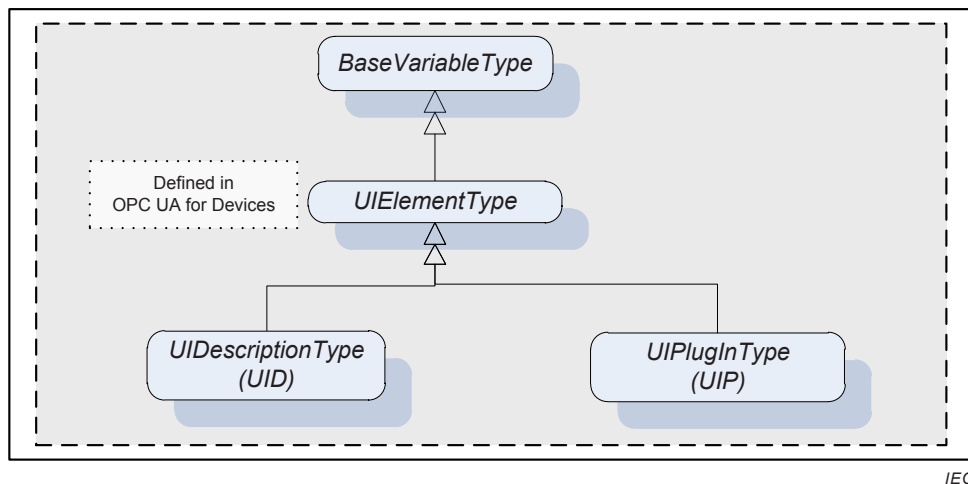 BaseVariableType
Defined in
OPC UA for Devices
UIElementType
UIDescriptionType
(UID)
UIPlugInType
(UIP)
IEC